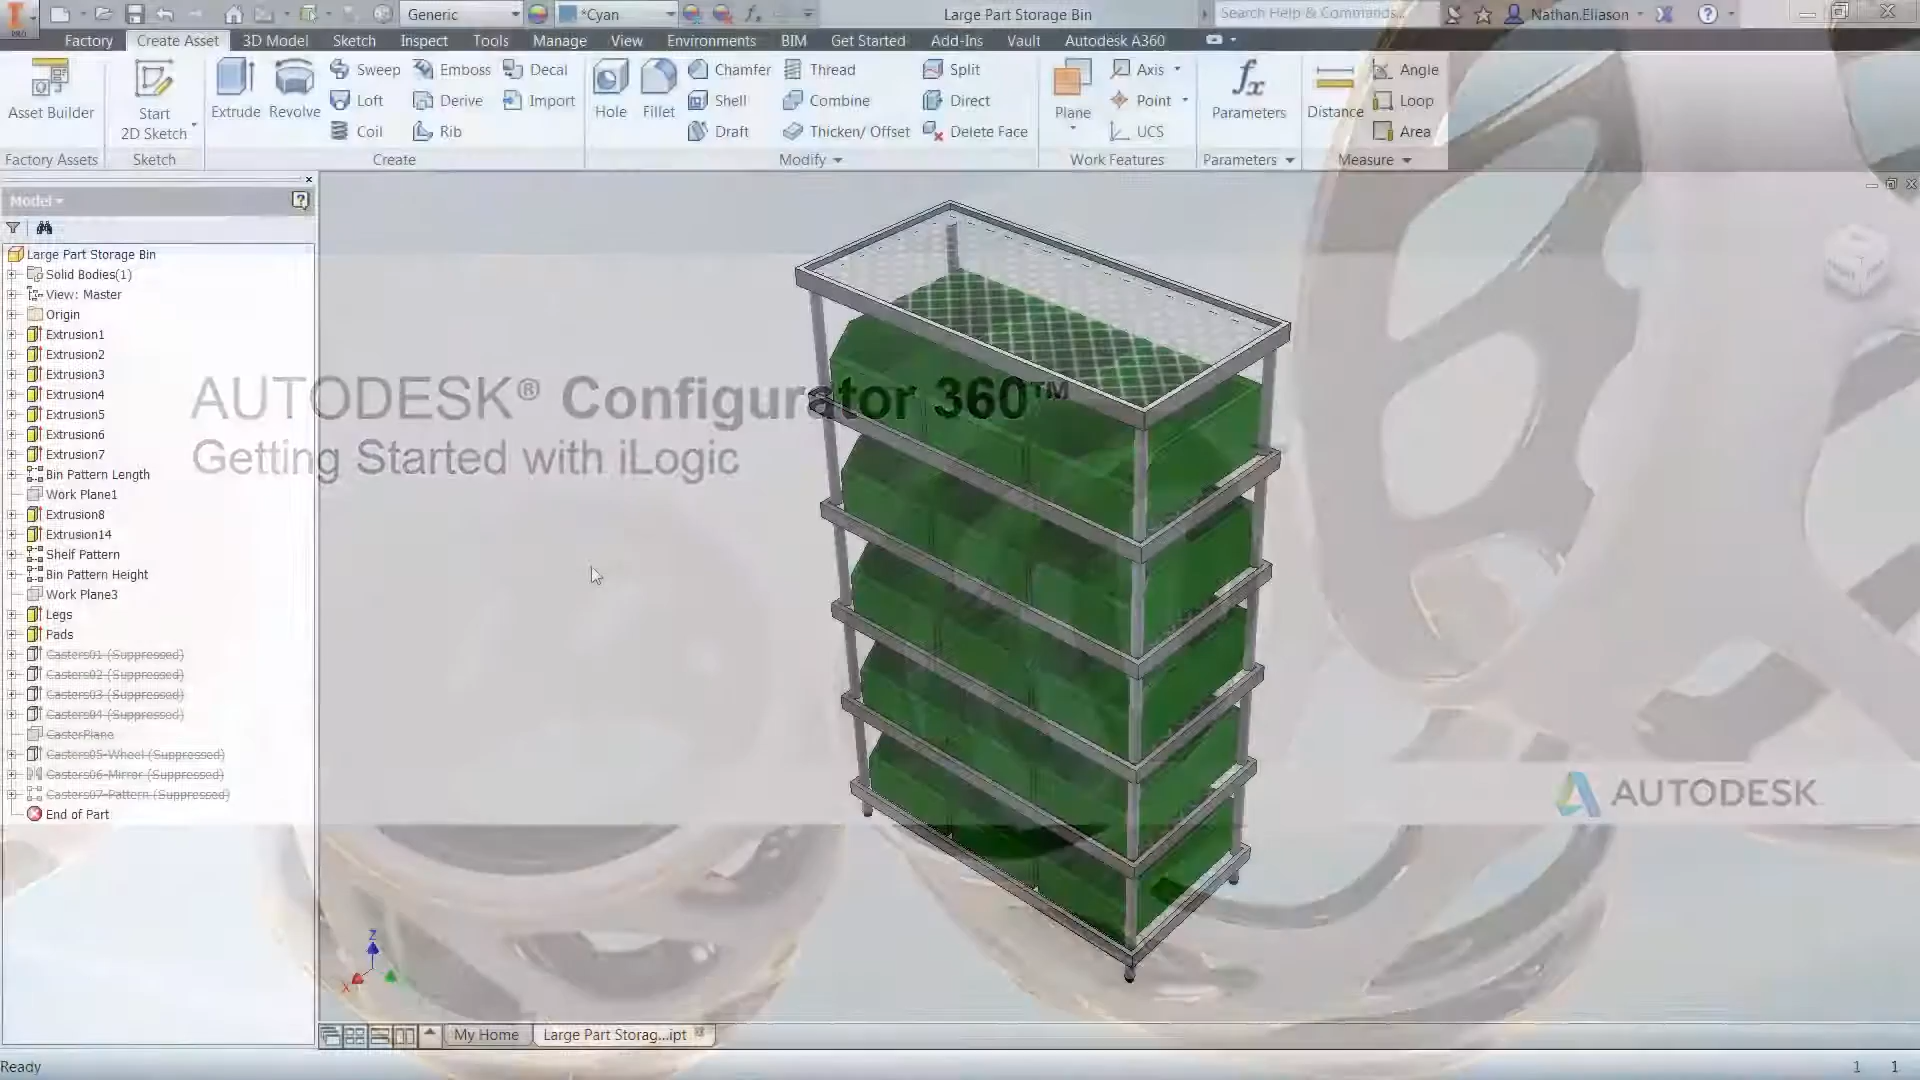 PRO
Generic
*Cyan
Large Part Storage Bin
Search Help & Commands...
Nathan.Eliason
Factory
Create Asset
3D Model
Sketch
Inspect
Tools
Manage
View
Environments
BIM
Get Started
Add-Ins
Vault
Autodesk A360
Asset Builder
Start
2D Sketch
Extrude
Revolve
Sweep
Loft
Coil
Emboss
Derive
Rib
Decal
Import
Hole
Fillet
Chamfer
Shell
Draft
Thread
Combine
Thicken/ Offset
Split
Direct
Delete Face
Plane
Axis
Point
UCS
fx
Parameters
Distance
Angle
Loop
Area
Factory Assets
Sketch
Create
Modify
Work Features
Parameters
Measure
Model
Large Part Storage Bin
Solid Bodies(1)
View: Master
Origin
Extrusion1
Extrusion2
Extrusion3
Extrusion4
Extrusion5
Extrusion6
Extrusion7
Bin Pattern Length
Work Plane1
Extrusion8
Extrusion14
Shelf Pattern
Bin Pattern Height
Work Plane3
Legs
Pads
Casters01 (Suppressed)
Casters02 (Suppressed)
Casters03 (Suppressed)
Casters04 (Suppressed)
CasterPlane
Casters05-Wheel (Suppressed)
Casters06-Mirror (Suppressed)
Casters07-Pattern (Suppressed)
End of Part
AUTODESK® Configurator 360™
Getting Started with iLogic
AUTODESK
Z
X
My Home
Large Part Storag...ipt
Ready
1
1